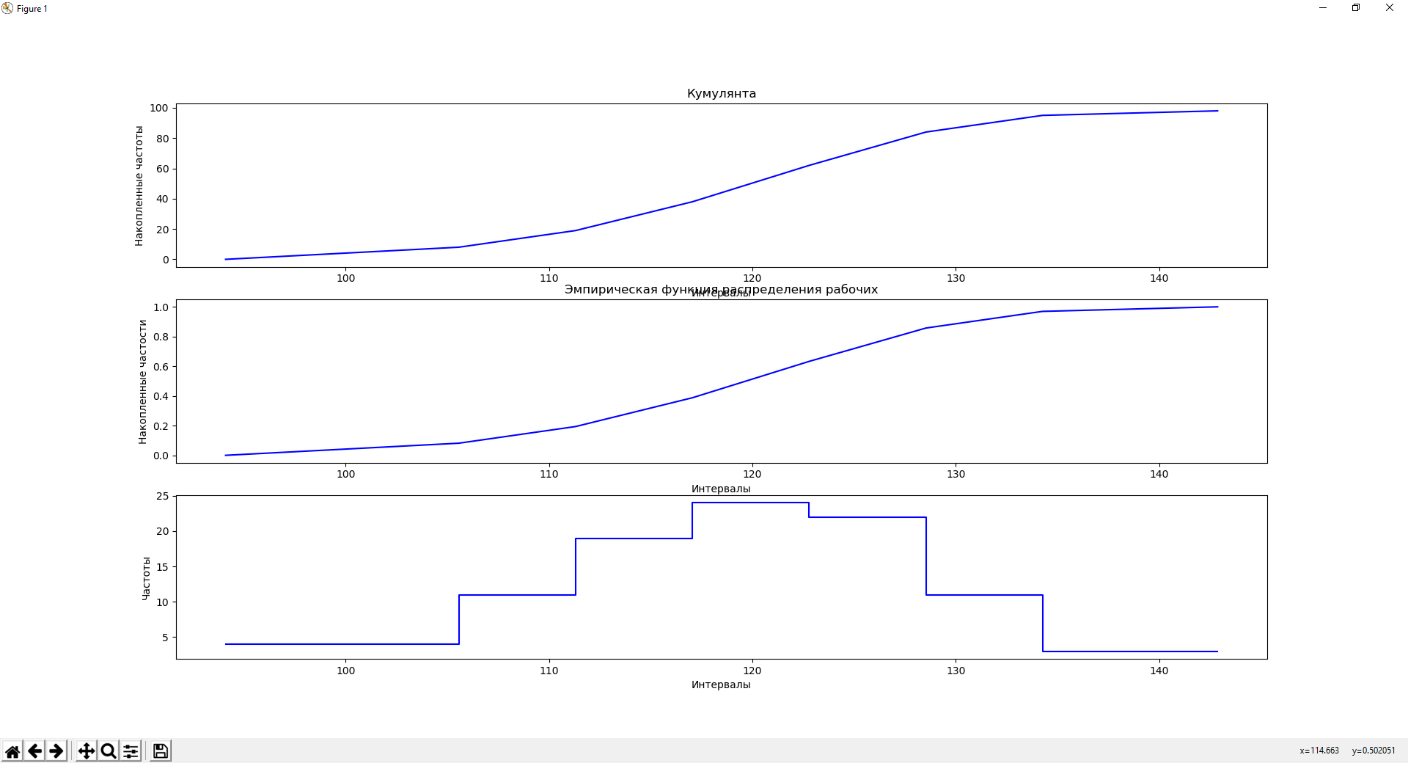 Figure 1
Кумулянта
Накопленные частоты
100
80
60
40
20
0
100 110 120 130 140
Интервалы
Эмпирическая функция распределения рабочих
Накопленные частости
1.0
0.8
0.6
0.4
0.2
0.0
100 110 120 130 140
Интервалы
Частоты
25
20
15
10
5
100 110 120 130 140
Интервалы
x=114.663 y=0.502051